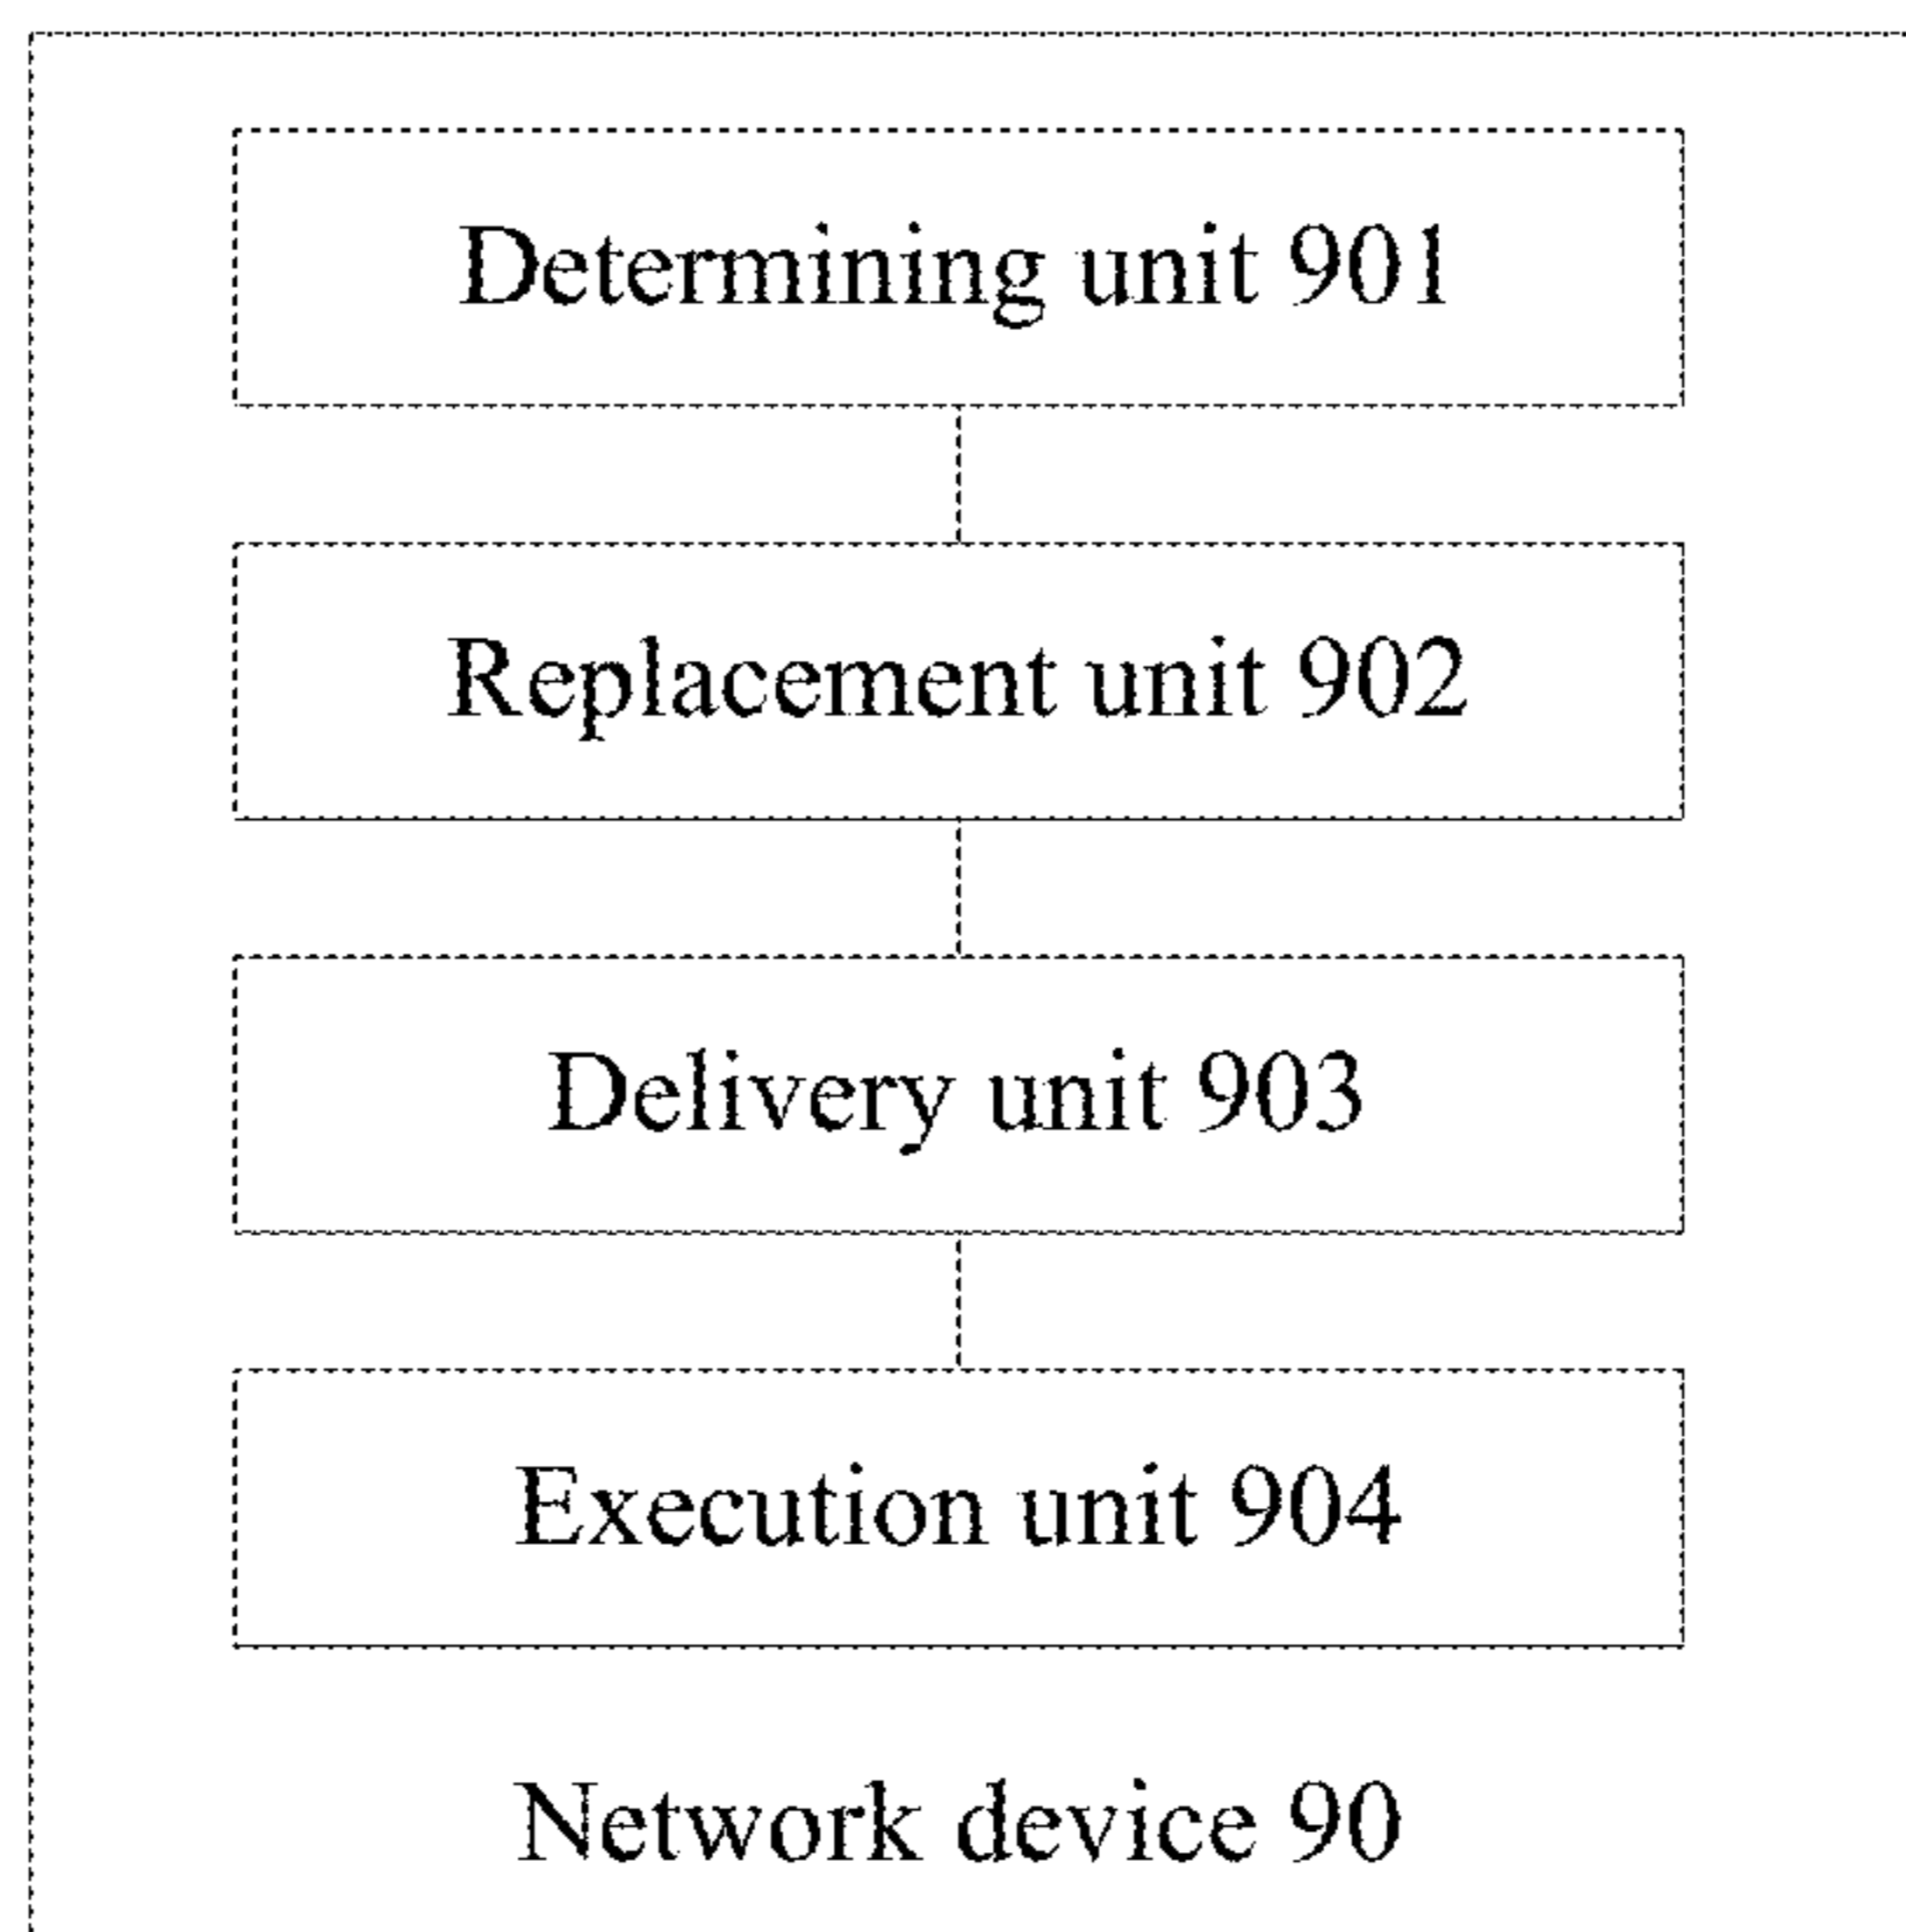 Determining unit 901
Replacement unit 902
Delivery unit 903
Execution unit 904
Network device 90